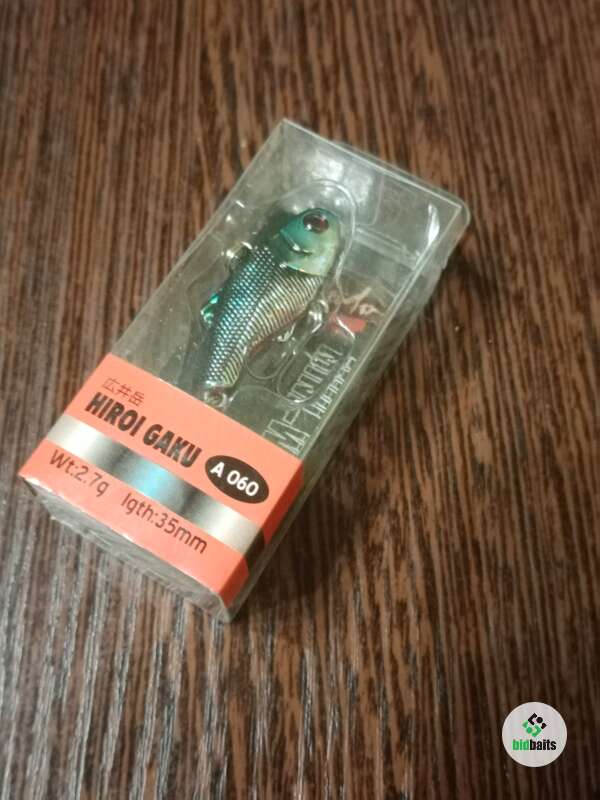 広井岳
HIROI GAKU
A 060
Wt:2.7g lgth:35mm
bidbaits